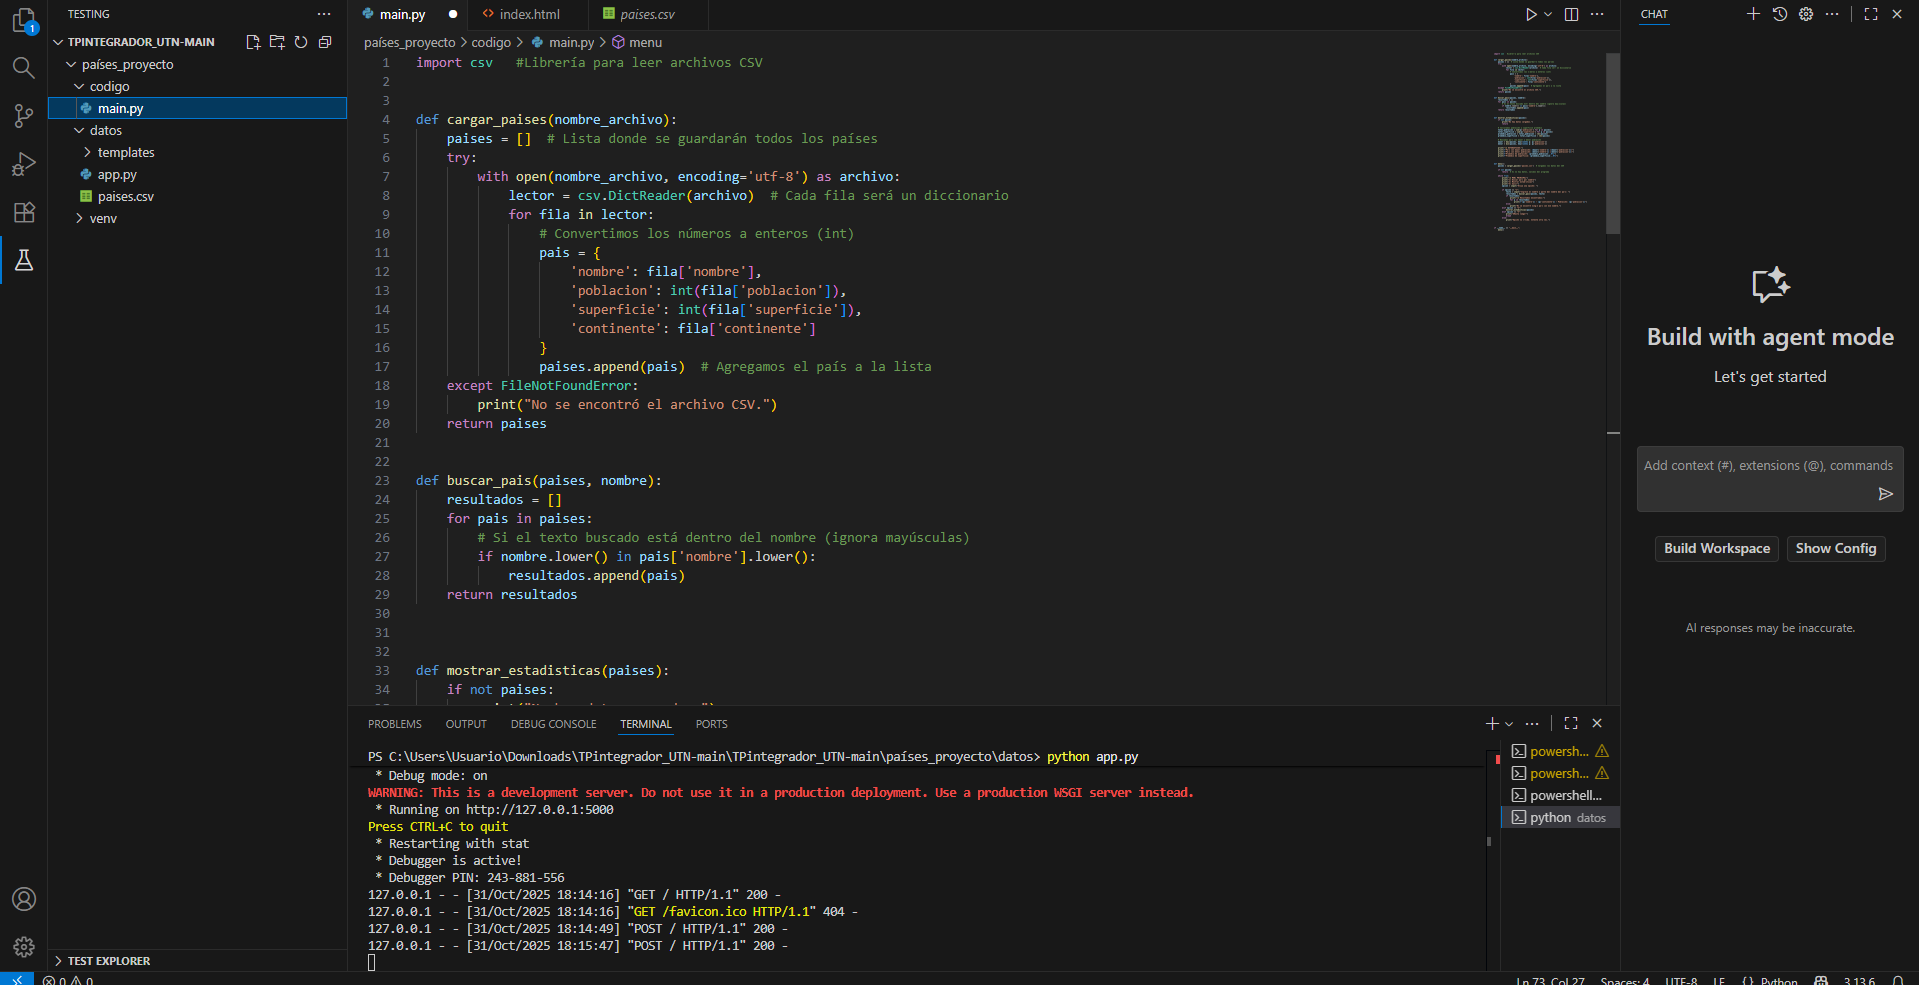 TESTING
TPINTEGRADOR_UTN-MAIN
países_proyecto
codigo
main.py
datos
templates
app.py
paises.csv
venv
TEST EXPLORER
1
main.py
index.html
paises.csv
países_proyecto > codigo > main.py > menu
1 import csv   #Librería para leer archivos CSV
2
3
4 def cargar_paises(nombre_archivo):
5     paises = []  # Lista donde se guardarán todos los países
6     try:
7         with open(nombre_archivo, encoding='utf-8') as archivo:
8             lector = csv.DictReader(archivo)  # Cada fila será un diccionario
9             for fila in lector:
10                 # Convertimos los números a enteros (int)
11                 pais = {
12                     'nombre': fila['nombre'],
13                     'poblacion': int(fila['poblacion']),
14                     'superficie': int(fila['superficie']),
15                     'continente': fila['continente']
16                 }
17                 paises.append(pais)  # Agregamos el país a la lista
18     except FileNotFoundError:
19         print("No se encontró el archivo CSV.")
20     return paises
21
22
23 def buscar_pais(paises, nombre):
24     resultados = []
25     for pais in paises:
26         # Si el texto buscado está dentro del nombre (ignora mayúsculas)
27         if nombre.lower() in pais['nombre'].lower():
28             resultados.append(pais)
29     return resultados
30
31
32
33 def mostrar_estadisticas(paises):
34     if not paises:
PROBLEMS OUTPUT DEBUG CONSOLE TERMINAL PORTS
PS C:\Users\Usuario\Downloads\TPintegrador_UTN-main\TPintegrador_UTN-main\países_proyecto\datos> python app.py
 * Debug mode: on
WARNING: This is a development server. Do not use it in a production deployment. Use a production WSGI server instead.
 * Running on http://127.0.0.1:5000
Press CTRL+C to quit
 * Restarting with stat
 * Debugger is active!
 * Debugger PIN: 243-881-556
127.0.0.1 - - [31/Oct/2025 18:14:16] "GET / HTTP/1.1" 200 -
127.0.0.1 - - [31/Oct/2025 18:14:16] "GET /favicon.ico HTTP/1.1" 404 -
127.0.0.1 - - [31/Oct/2025 18:14:49] "POST / HTTP/1.1" 200 -
127.0.0.1 - - [31/Oct/2025 18:15:47] "POST / HTTP/1.1" 200 -
powersh...
powersh...
powershell...
python datos
CHAT
Build with agent mode
Let's get started
Add context (#), extensions (@), commands
Build Workspace
Show Config
AI responses may be inaccurate.
0 0
Ln 73, Col 27 Spaces: 4 UTF-8 LF {} Python 3.13.6